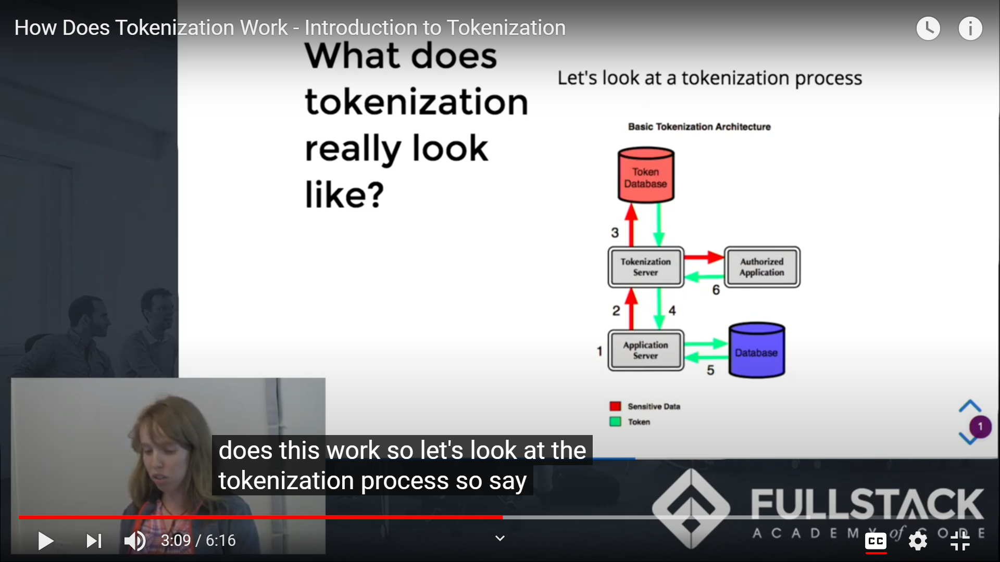 How Does Tokenization Work - Introduction to Tokenization
What does
tokenization
really look
like?
Let's look at a tokenization process
Basic Tokenization Architecture
Token
Database
3
Tokenization
Server
Authorized
Application
6
2
4
1
Application
Server
Database
5
Sensitive Data
Token
1
does this work so let's look at the
tokenization process so say
FULLSTACK
ACADEMY of CODE
3:09 / 6:16
CC